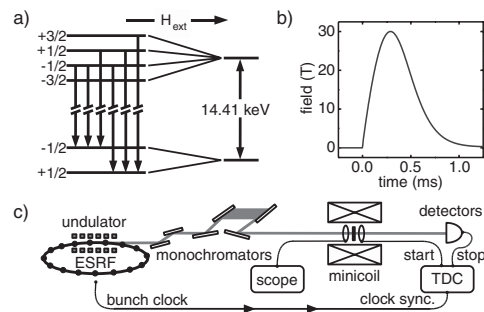 a)
H_ext
+3/2
+1/2
-1/2
-3/2
14.41 keV
-1/2
+1/2
b)
field (T)
30
20
10
0
0.0
0.5
1.0
time (ms)
c)
undulator
ESRF
monochromators
scope
minicoil
detectors
start
stop
TDC
bunch clock
clock sync.